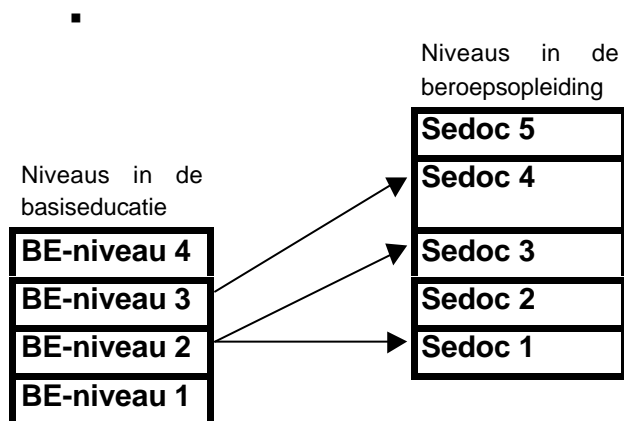 Niveaus in de
basiseducatie
BE-niveau 4
BE-niveau 3
BE-niveau 2
BE-niveau 1
Niveaus in de
beroepsopleiding
Sedoc 5
Sedoc 4
Sedoc 3
Sedoc 2
Sedoc 1